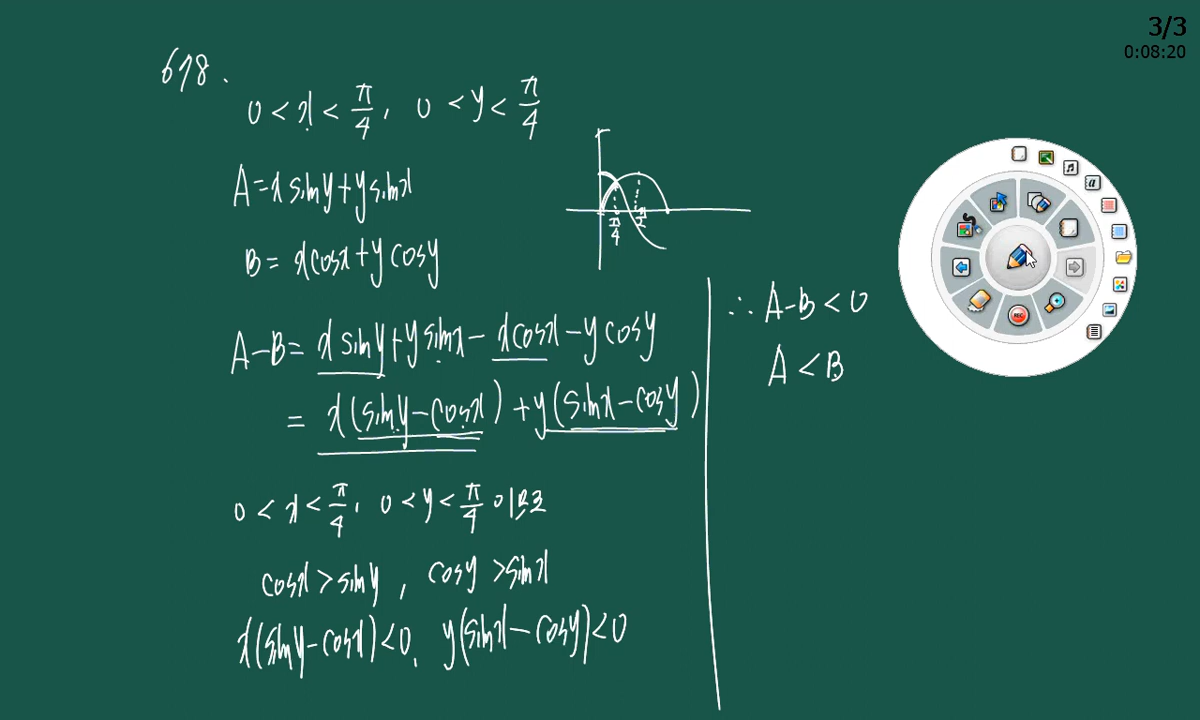 3/3
0:08:20
678.
0 < x < π/4, 0 < y < π/4
A = x sin y + y sin x
B = x cos x + y cos y
π/4 π/2
A - B = x sin y + y sin x - x cos x - y cos y
= x (sin y - cos x) + y (sin x - cos y)
0 < x < π/4, 0 < y < π/4 이므로
cos x > sin y, cos y > sin x
x (sin y - cos x) < 0, y (sin x - cos y) < 0
∴ A - B < 0
A < B
REC
a